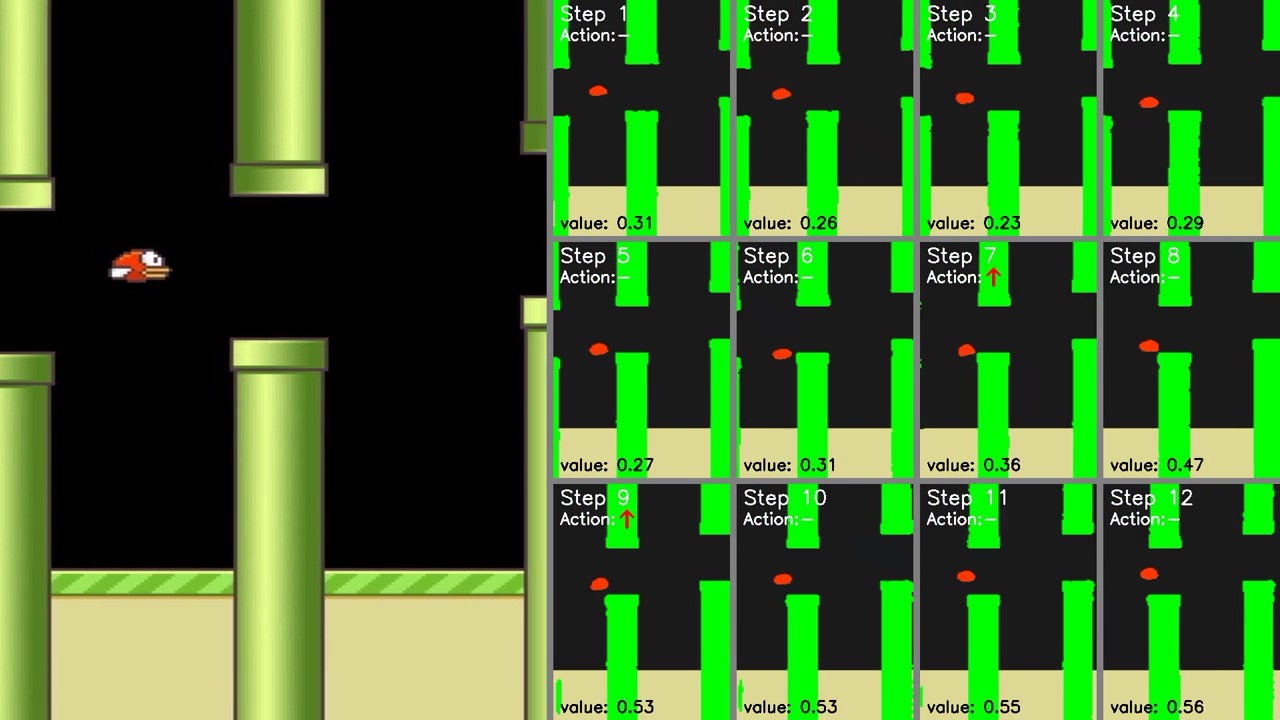 Step 1
Action:–
value: 0.31
Step 2
Action:–
value: 0.26
Step 3
Action:–
value: 0.23
Step 4
Action:–
value: 0.29
Step 5
Action:–
value: 0.27
Step 6
Action:–
value: 0.31
Step 7
Action:↑
value: 0.36
Step 8
Action:–
value: 0.47
Step 9
Action:↑
value: 0.53
Step 10
Action:–
value: 0.53
Step 11
Action:–
value: 0.55
Step 12
Action:–
value: 0.56